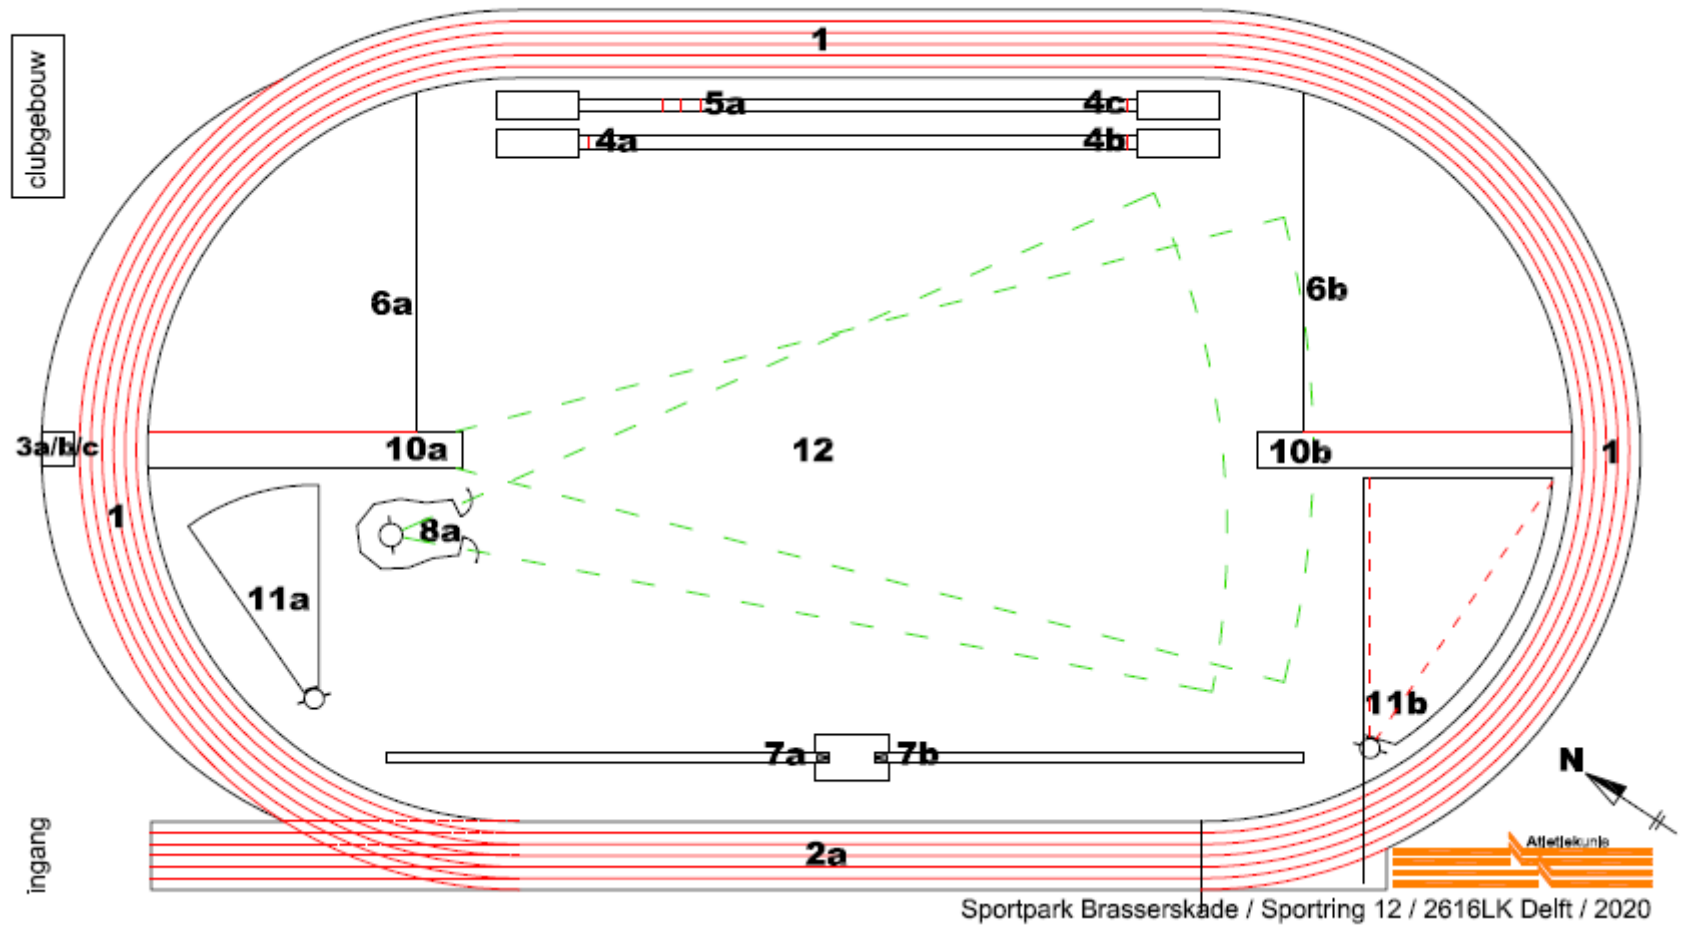 clubgebouw
1
5a
4c
4a
4b
6a
6b
3a/b/c
10a
12
10b
1
1
8a
11a
11b
7a
7b
N
ingang
2a
Atletiekunie
Sportpark Brasserskade / Sportring 12 / 2616LK Delft / 2020